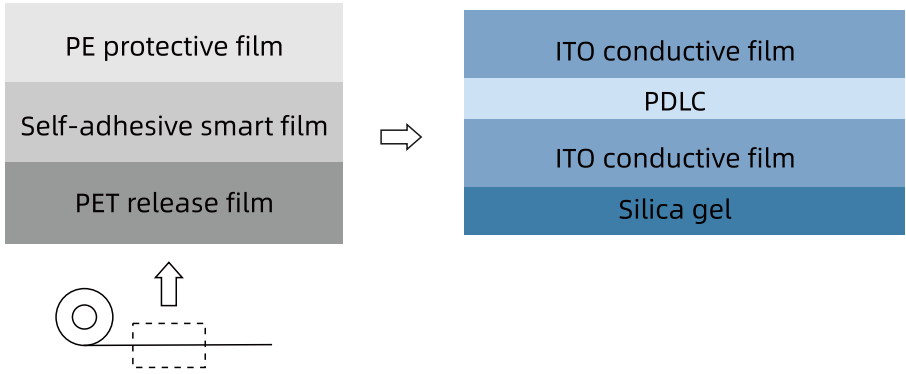 PE protective film
Self-adhesive smart film
PET release film
ITO conductive film
PDLC
ITO conductive film
Silica gel